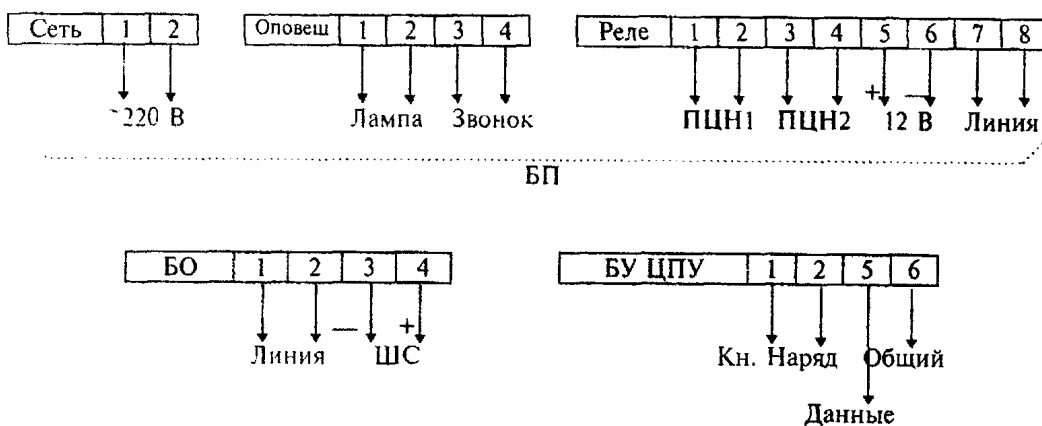 Сеть 1 2 Оповещ 1 2 3 4 Реле 1 2 3 4 5 6 7 8
+ —
~220 В Лампа Звонок ПЦН1 ПЦН2 12 В Линия
БП
БО 1 2 3 4 БУ ЦПУ 1 2 5 6
— +
Линия ШС Кн. Наряд Общий
Данные